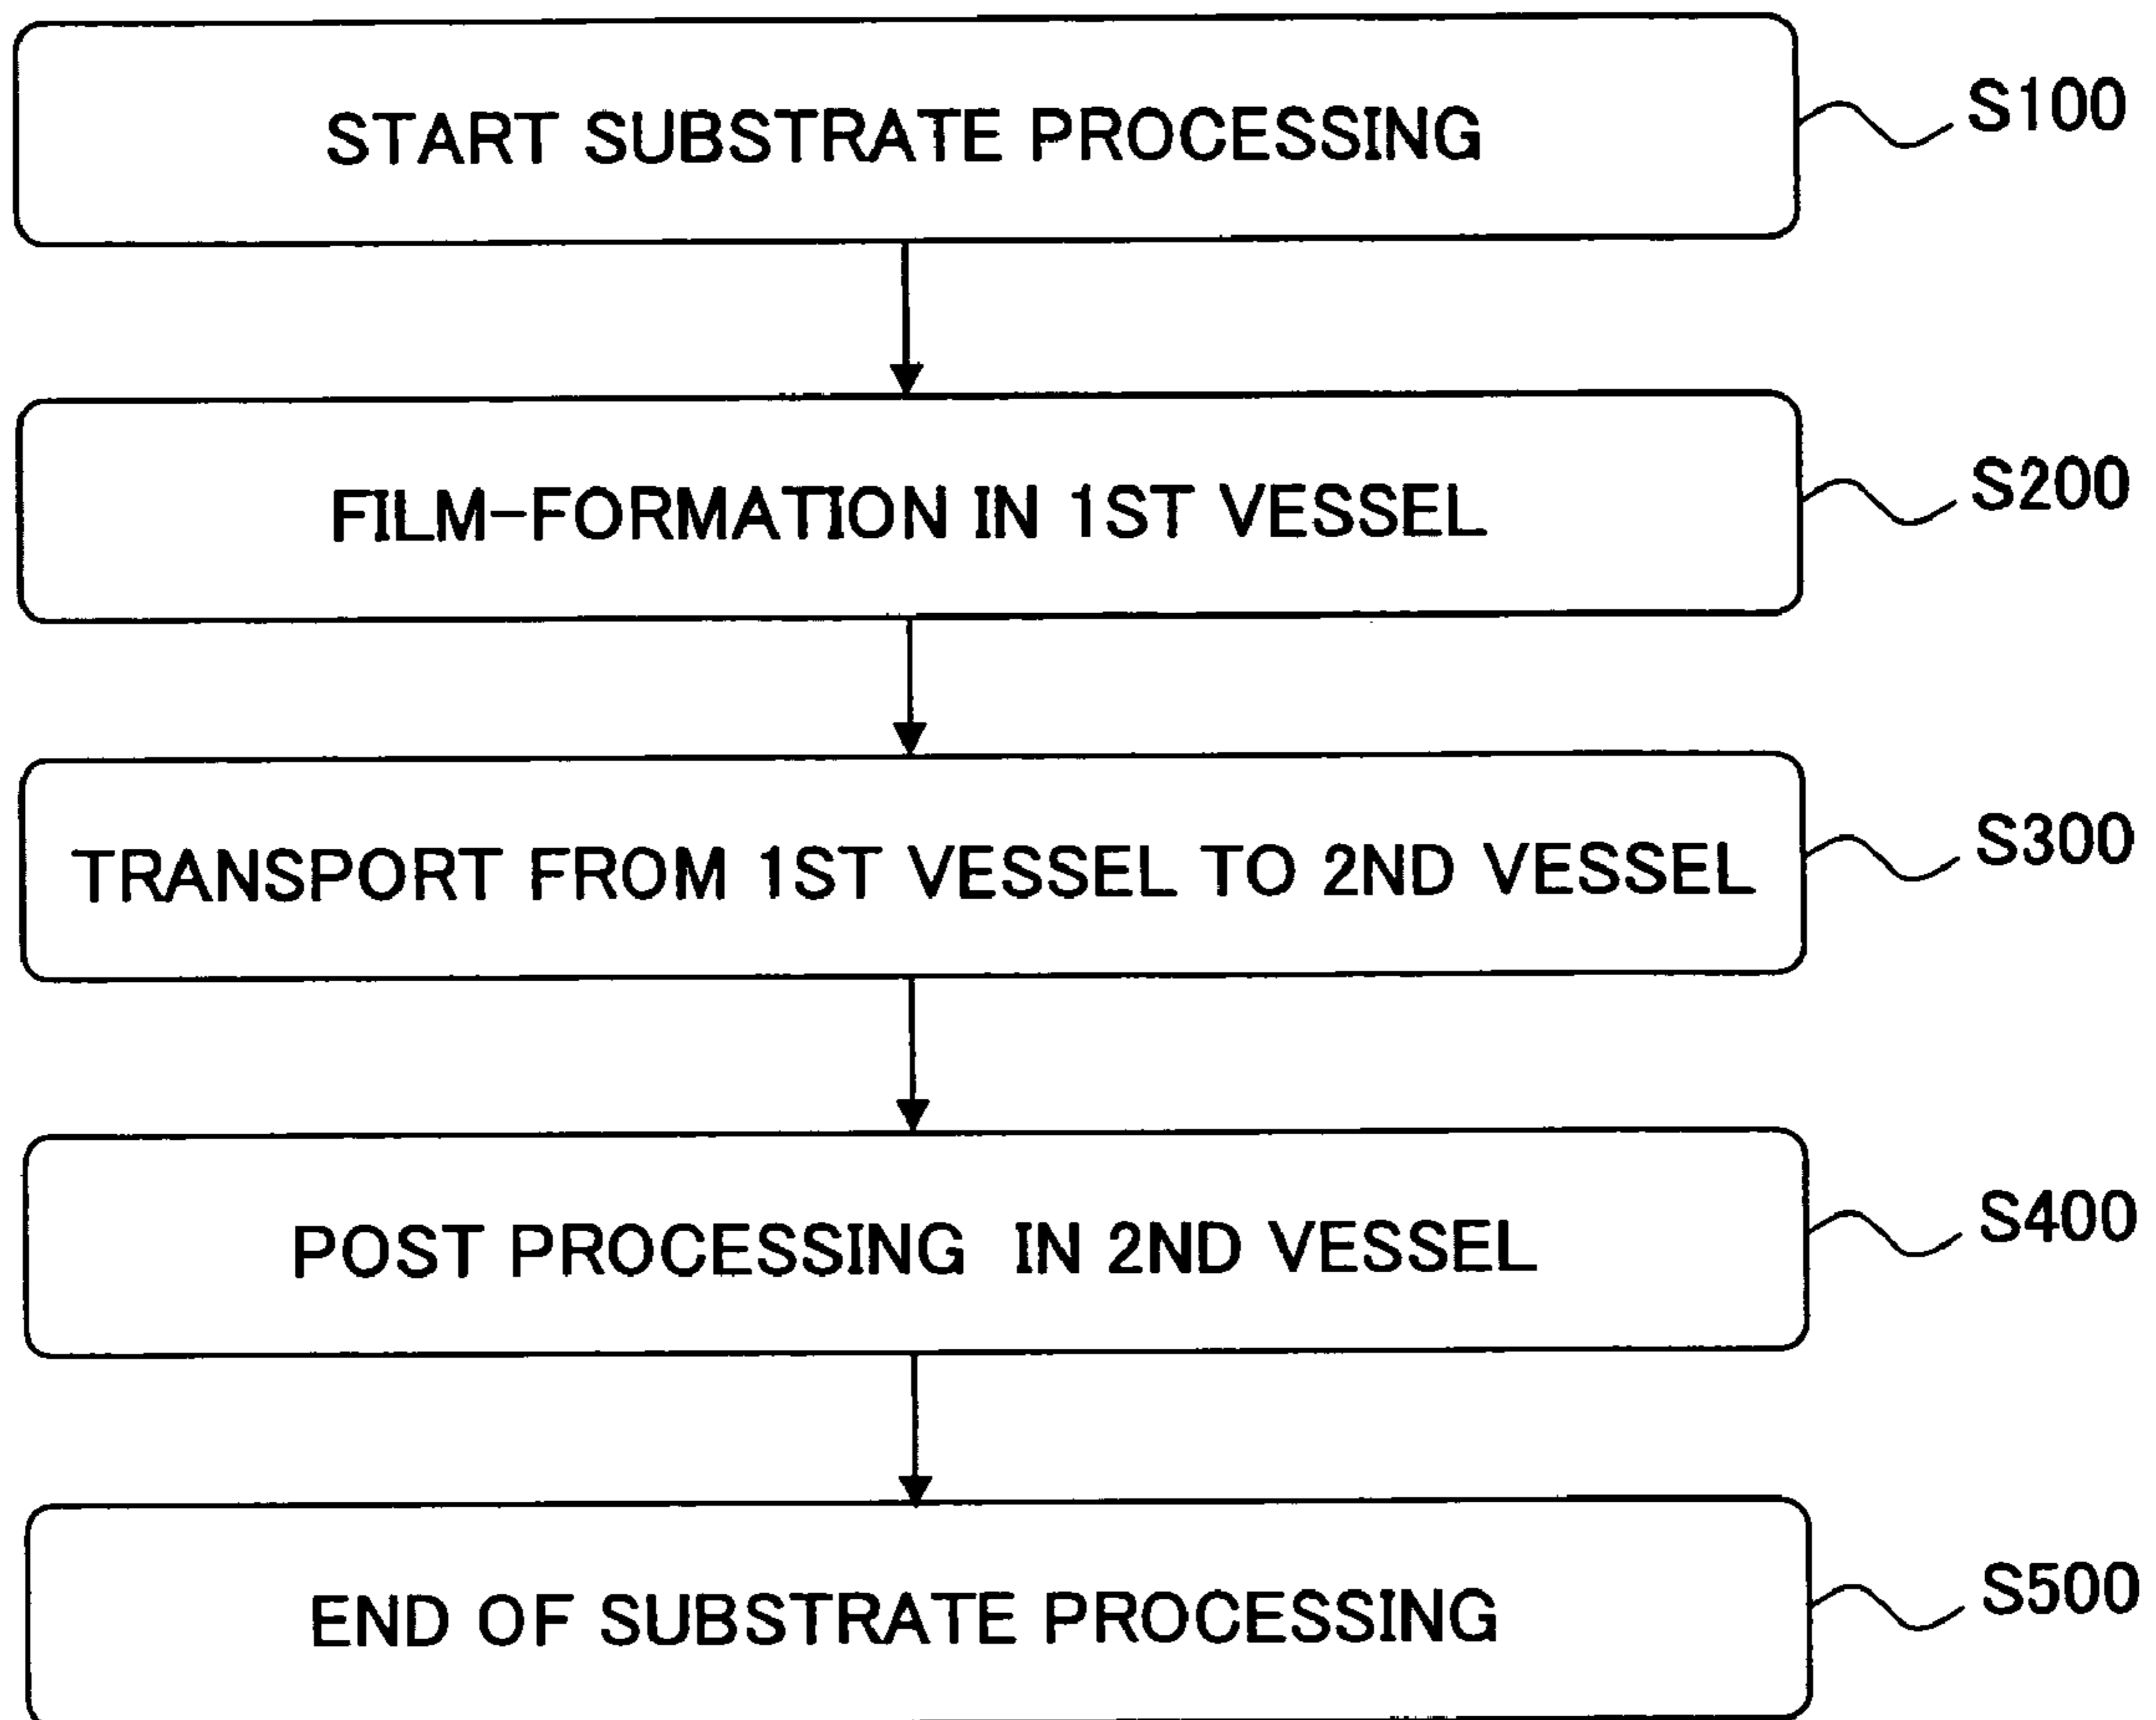 START SUBSTRATE PROCESSING
S100
FILM-FORMATION IN 1ST VESSEL
S200
TRANSPORT FROM 1ST VESSEL TO 2ND VESSEL
S300
POST PROCESSING IN 2ND VESSEL
S400
END OF SUBSTRATE PROCESSING
S500